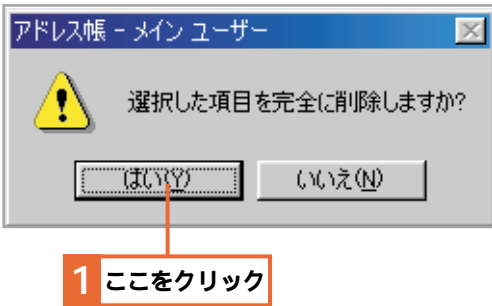 アドレス帳 - メイン ユーザー
選択した項目を完全に削除しますか?
はい(Y) いいえ(N)
1 ここをクリック